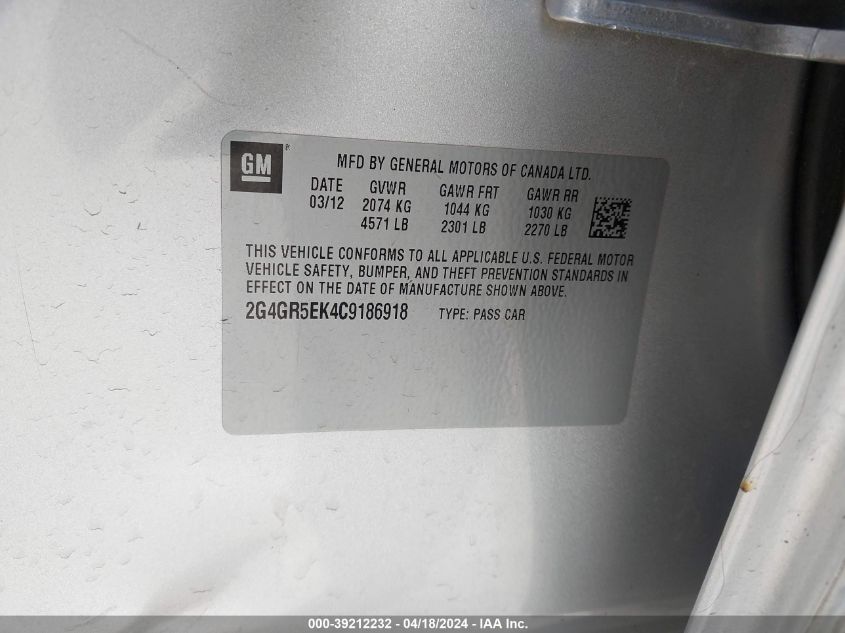 GM®
MFD BY GENERAL MOTORS OF CANADA LTD.
DATE GVWR GAWR FRT GAWR RR
03/12 2074 KG 1044 KG 1030 KG
4571 LB 2301 LB 2270 LB
THIS VEHICLE CONFORMS TO ALL APPLICABLE U.S. FEDERAL MOTOR
VEHICLE SAFETY, BUMPER, AND THEFT PREVENTION STANDARDS IN
EFFECT ON THE DATE OF MANUFACTURE SHOWN ABOVE.
2G4GR5EK4C9186918 TYPE: PASS CAR
000-39212232 - 04/18/2024 - IAA Inc.